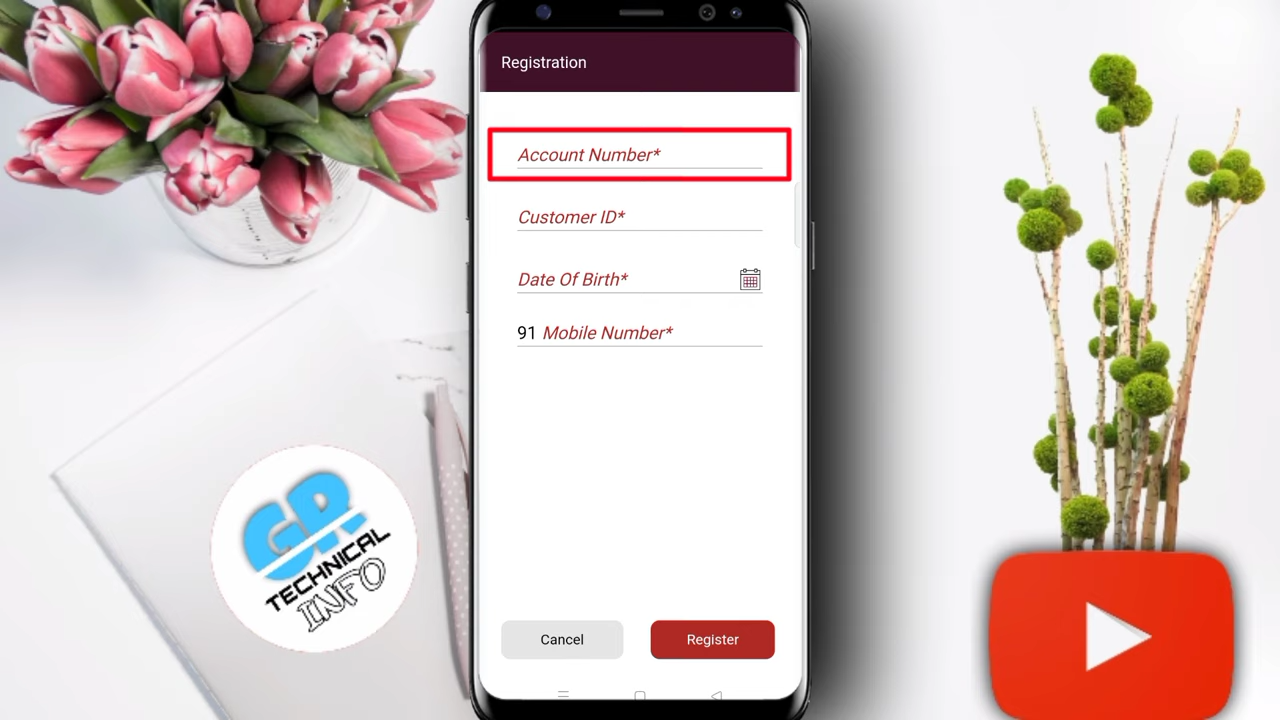 Registration
Account Number*
Customer ID*
Date Of Birth*
91 Mobile Number*
Cancel
Register
GR
TECHNICAL
INFO